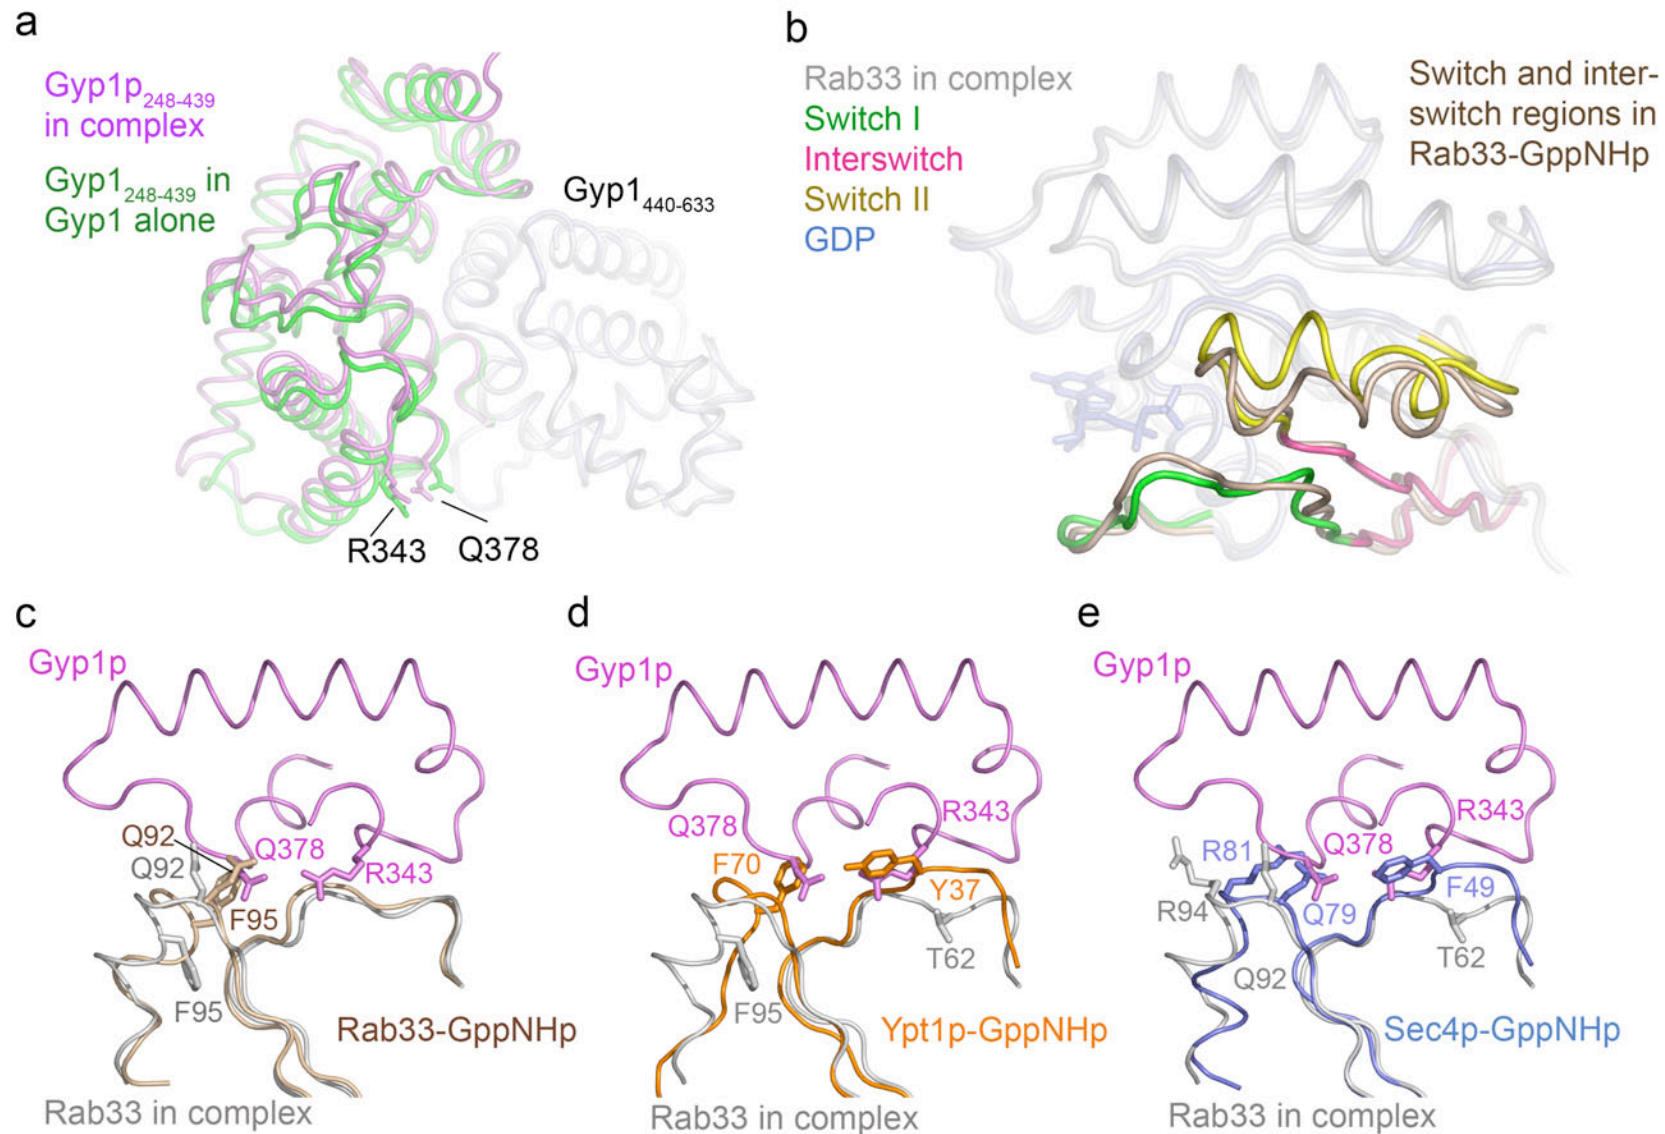 a
Gyp1p248-439
in complex
Gyp1248-439 in
Gyp1 alone
Gyp1440-633
R343
Q378
b
Rab33 in complex
Switch I
Interswitch
Switch II
GDP
Switch and inter-
switch regions in
Rab33-GppNHp
c
Gyp1p
Q92
Q92
Q378
R343
F95
F95
Rab33-GppNHp
Rab33 in complex
d
Gyp1p
Q378
R343
F70
Y37
T62
F95
Ypt1p-GppNHp
Rab33 in complex
e
Gyp1p
R343
R81
Q378
F49
R94
Q79
T62
Q92
Sec4p-GppNHp
Rab33 in complex